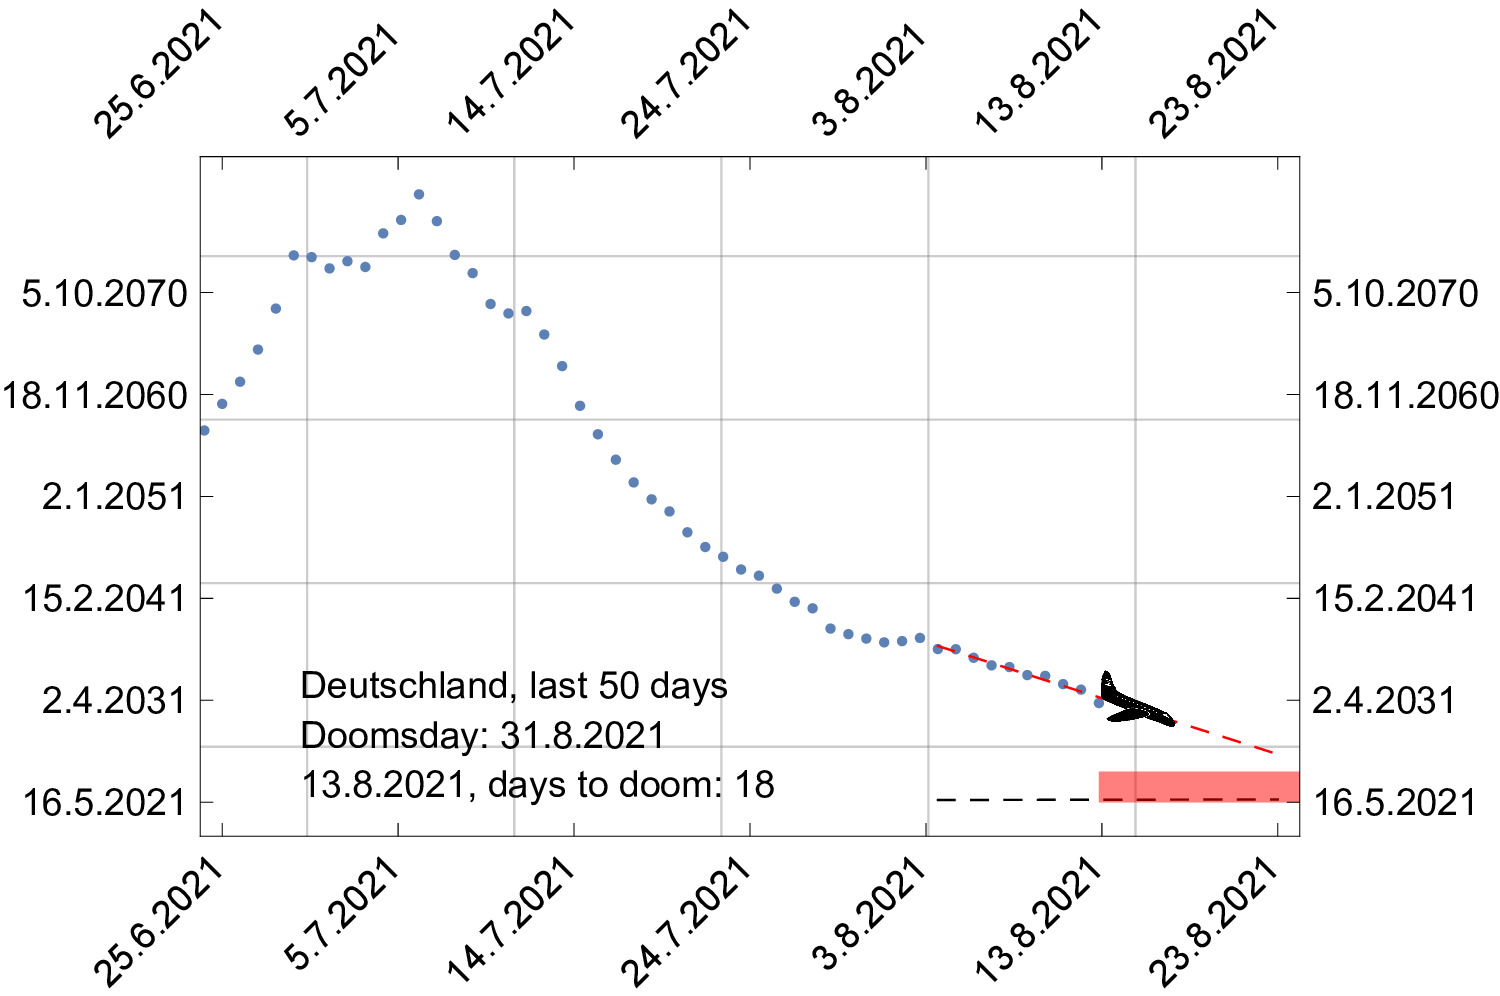 25.6.2021 5.7.2021 14.7.2021 24.7.2021 3.8.2021 13.8.2021 23.8.2021
5.10.2070 5.10.2070
18.11.2060 18.11.2060
2.1.2051 2.1.2051
15.2.2041 15.2.2041
Deutschland, last 50 days
2.4.2031 2.4.2031
Doomsday: 31.8.2021
13.8.2021, days to doom: 18
16.5.2021 16.5.2021
25.6.2021 5.7.2021 14.7.2021 24.7.2021 3.8.2021 13.8.2021 23.8.2021